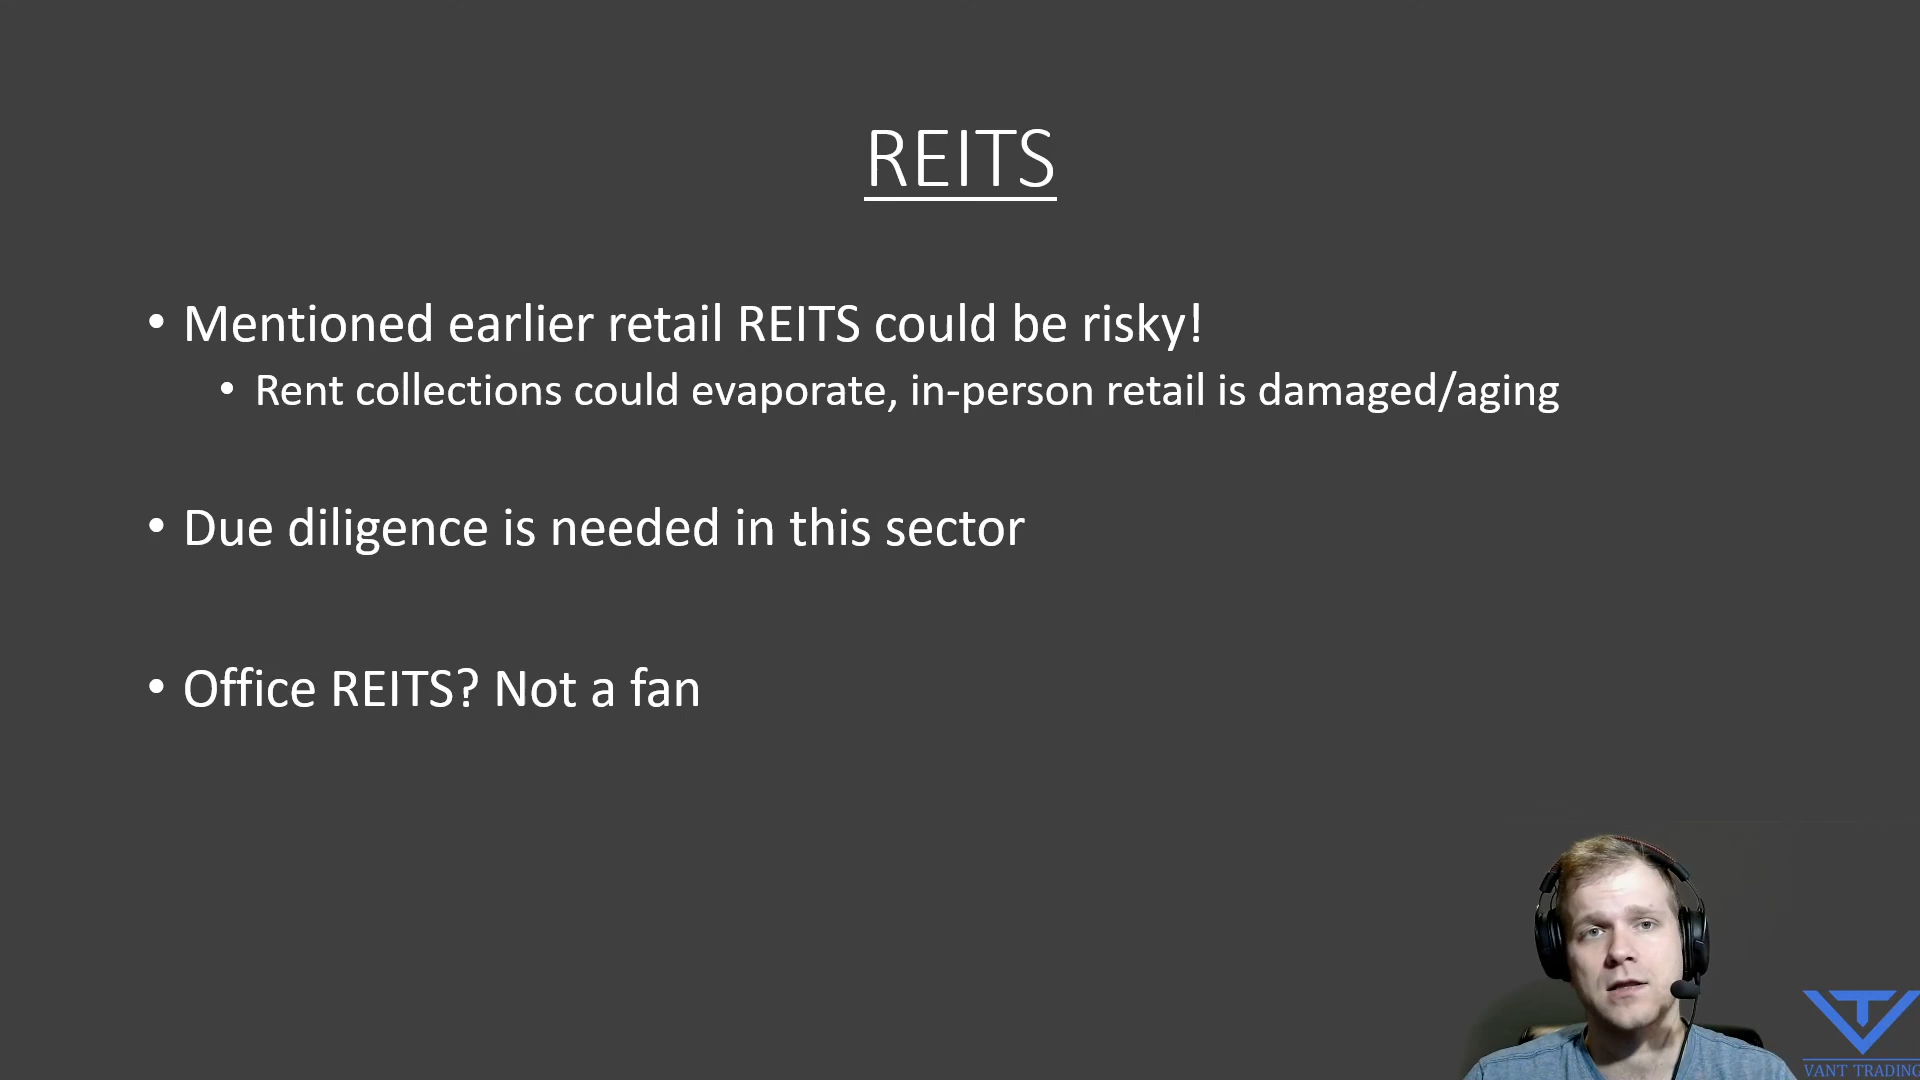 REITS
• Mentioned earlier retail REITS could be risky!
• Rent collections could evaporate, in-person retail is damaged/aging
• Due diligence is needed in this sector
• Office REITS? Not a fan
VANT TRADING